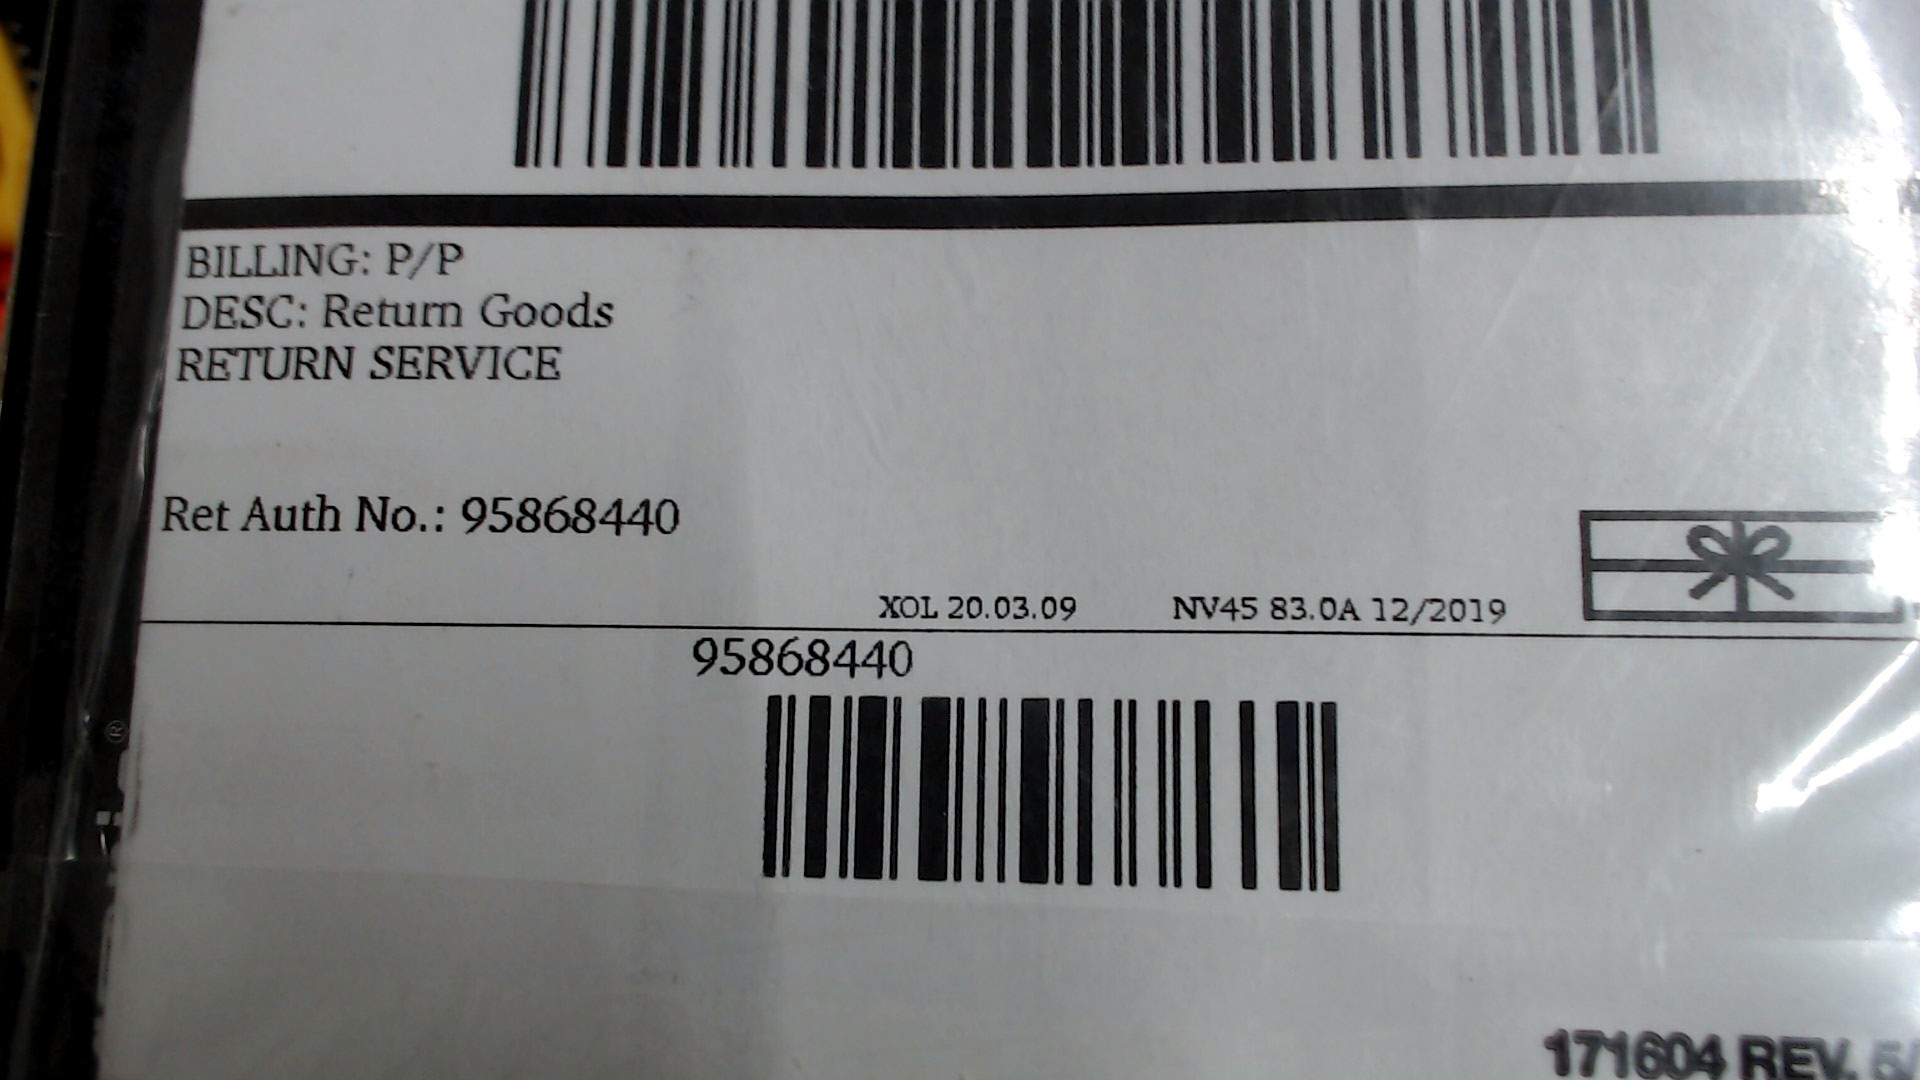 BILLING: P/P
DESC: Return Goods
RETURN SERVICE
Ret Auth No.: 95868440
XOL 20.03.09 NV45 83.0A 12/2019
95868440
171604 REV. 5/